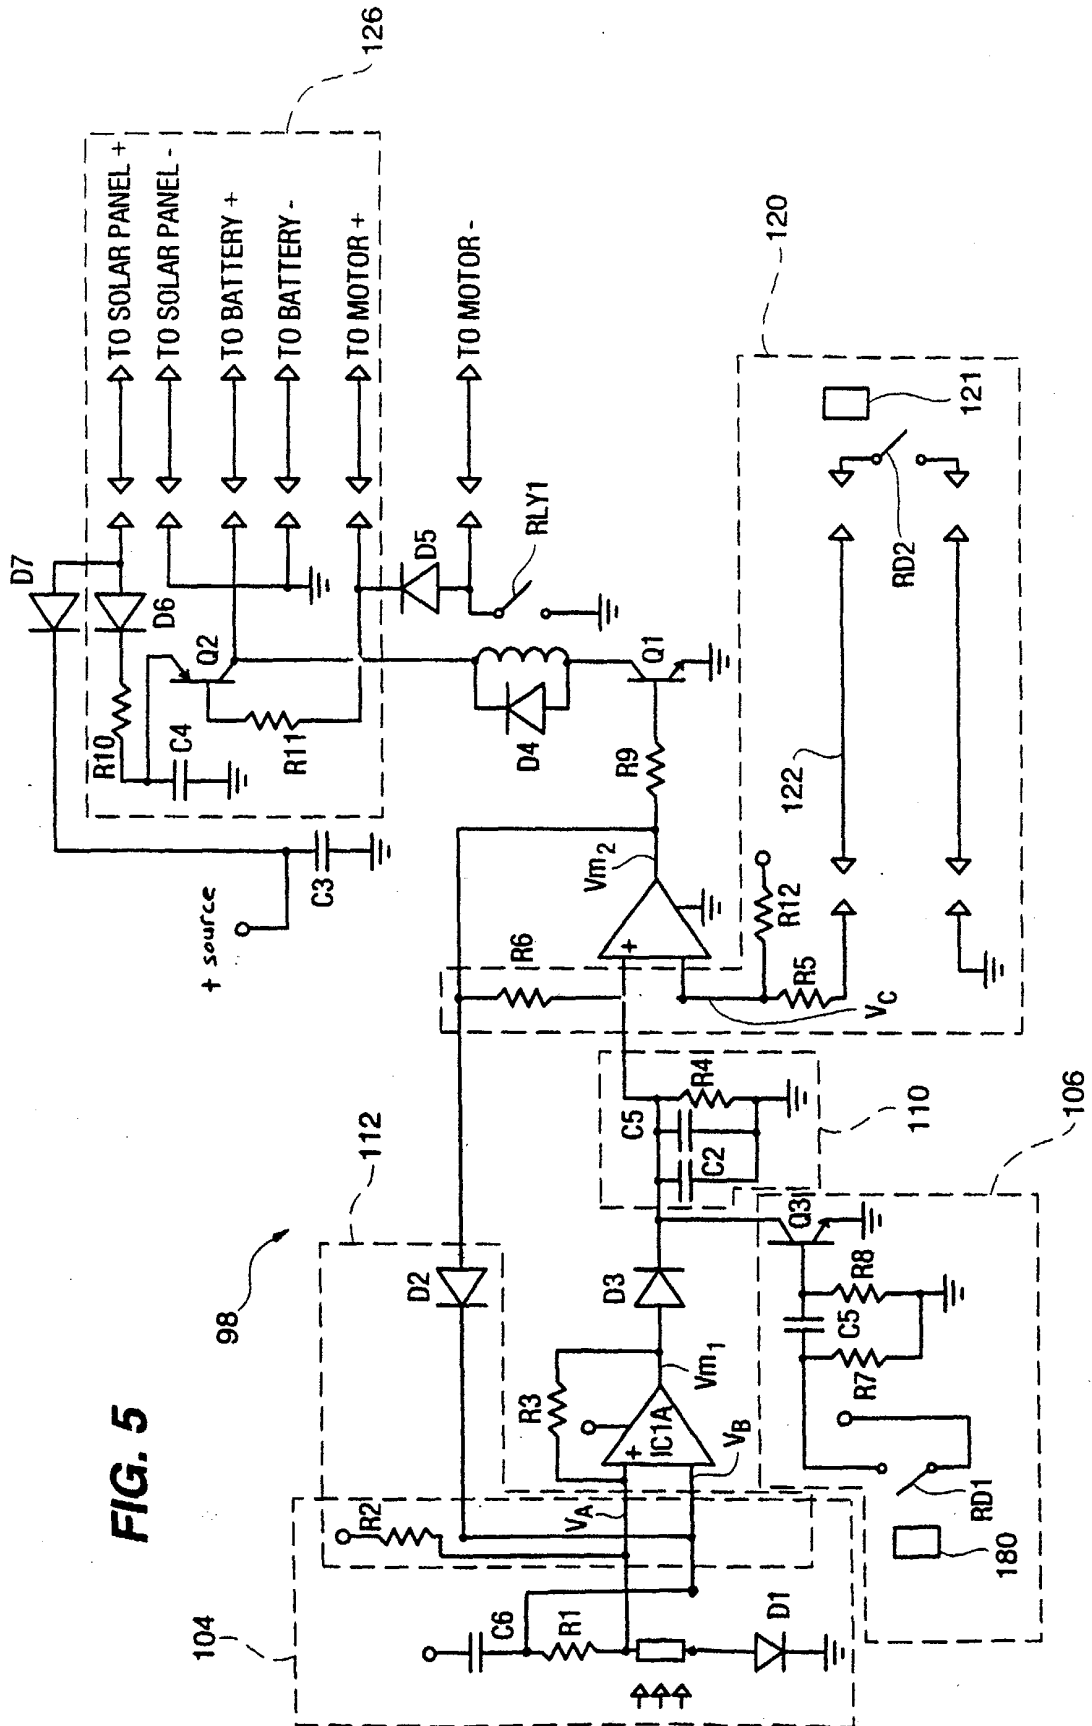 FIG. 5
98
126
D7
TO SOLAR PANEL +
TO SOLAR PANEL -
TO BATTERY +
TO BATTERY -
TO MOTOR +
TO MOTOR -
D6
R10
C4
Q2
R11
+ source
C3
D5
RLY1
D4
Q1
R9
Vm2
120
R6
+
R12
R5
VC
122
RD2
121
112
D2
R3
+
IC1A
Vm1
VB
VA
D3
C5
C2
R4
110
106
Q3
C5
R8
R7
RD1
180
104
R2
C6
R1
D1